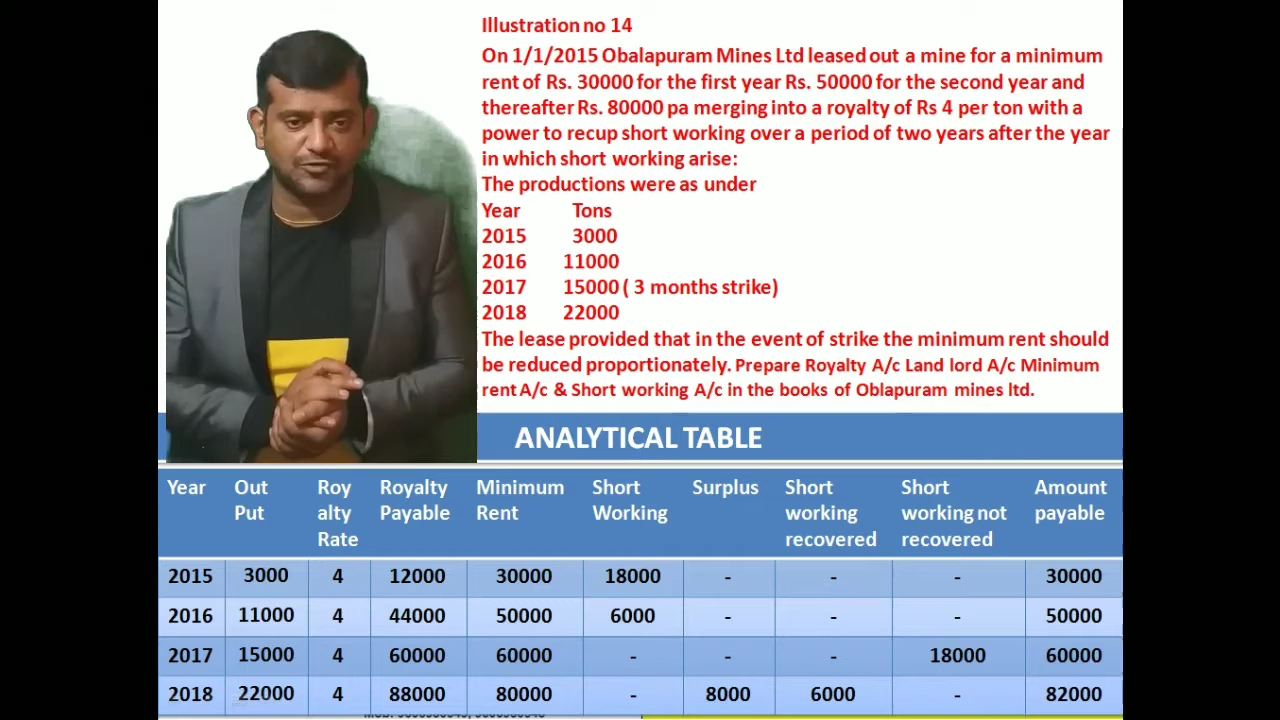 Illustration no 14
On 1/1/2015 Obalapuram Mines Ltd leased out a mine for a minimum
rent of Rs. 30000 for the first year Rs. 50000 for the second year and
thereafter Rs. 80000 pa merging into a royalty of Rs 4 per ton with a
power to recup short working over a period of two years after the year
in which short working arise:
The productions were as under
Year Tons
2015 3000
2016 11000
2017 15000 ( 3 months strike)
2018 22000
The lease provided that in the event of strike the minimum rent should
be reduced proportionately. Prepare Royalty A/c Land lord A/c Minimum
rent A/c & Short working A/c in the books of Oblapuram mines ltd.
ANALYTICAL TABLE
Year Out Put Roy alty Rate Royalty Payable Minimum Rent Short Working Surplus Short working recovered Short working not recovered Amount payable
2015 3000 4 12000 30000 18000 - - - 30000
2016 11000 4 44000 50000 6000 - - - 50000
2017 15000 4 60000 60000 - - - 18000 60000
2018 22000 4 88000 80000 - 8000 6000 - 82000